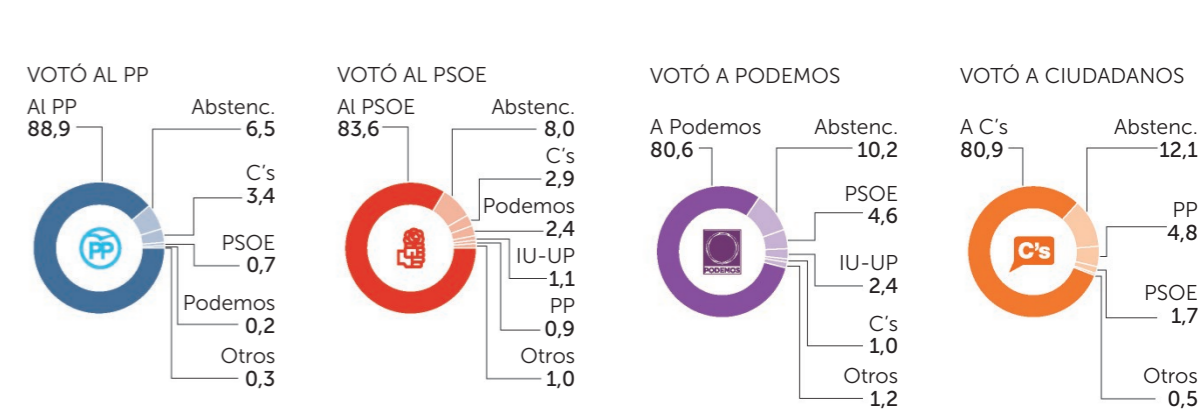 VOTÓ AL PP
Al PP
88,9
Abstenc.
6,5
C's
3,4
PSOE
0,7
Podemos
0,2
Otros
0,3
PP
VOTÓ AL PSOE
Al PSOE
83,6
Abstenc.
8,0
C's
2,9
Podemos
2,4
IU-UP
1,1
PP
0,9
Otros
1,0
VOTÓ A PODEMOS
A Podemos
80,6
Abstenc.
10,2
PSOE
4,6
IU-UP
2,4
C's
1,0
Otros
1,2
PODEMOS
VOTÓ A CIUDADANOS
A C's
80,9
Abstenc.
12,1
PP
4,8
PSOE
1,7
Otros
0,5
C's